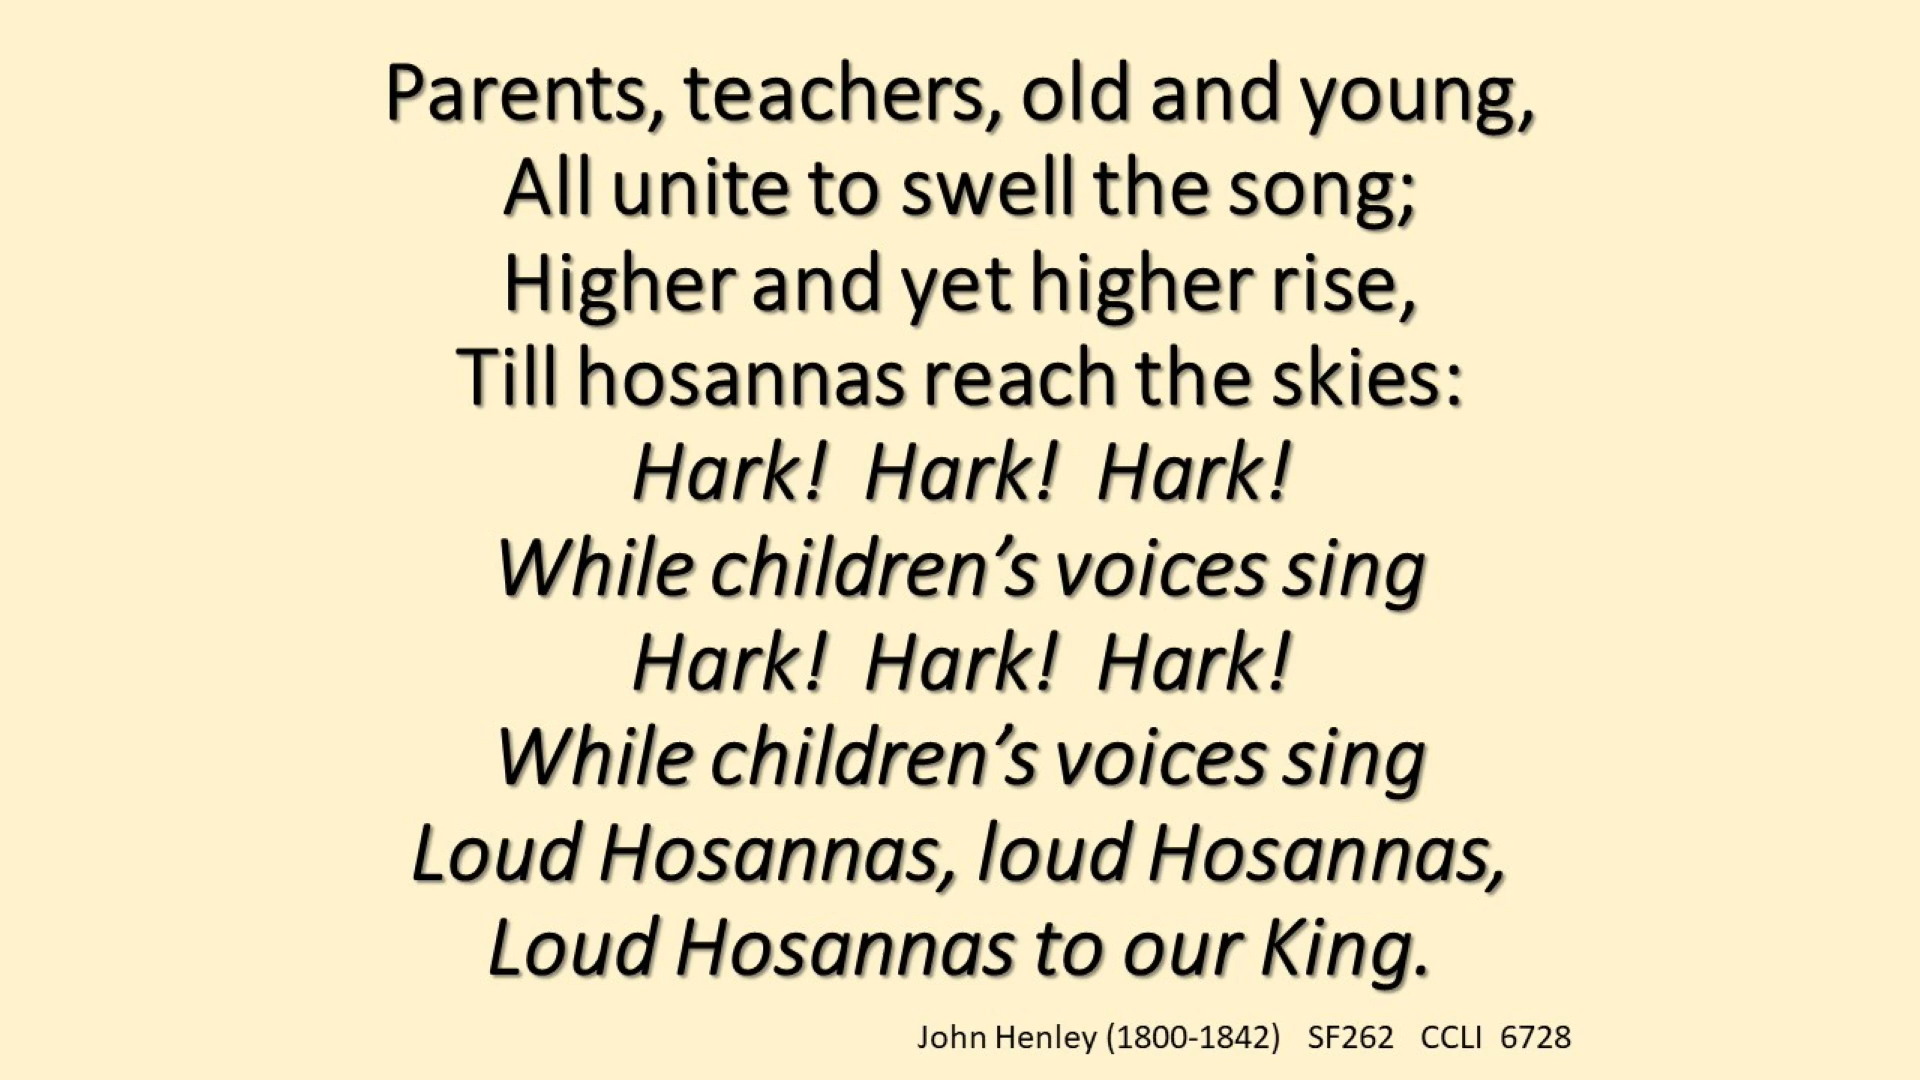 Parents, teachers, old and young,
All unite to swell the song;
Higher and yet higher rise,
Till hosannas reach the skies:
Hark!  Hark!  Hark!
While children’s voices sing
Hark!  Hark!  Hark!
While children’s voices sing
Loud Hosannas, loud Hosannas,
Loud Hosannas to our King.
John Henley (1800-1842)   SF262   CCLI  6728